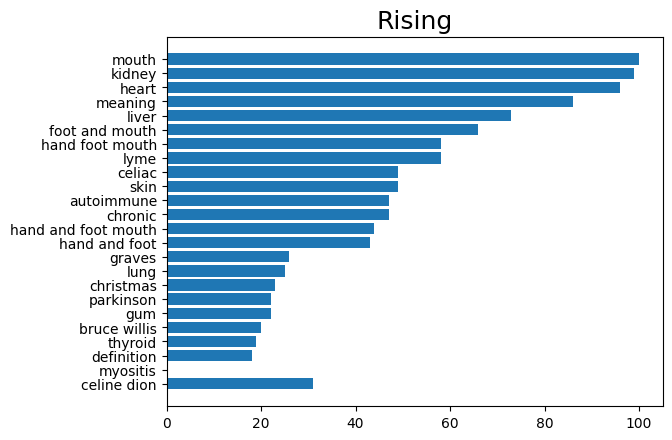 Rising
mouth
kidney
heart
meaning
liver
foot and mouth
hand foot mouth
lyme
celiac
skin
autoimmune
chronic
hand and foot mouth
hand and foot
graves
lung
christmas
parkinson
gum
bruce willis
thyroid
definition
myositis
celine dion
0 20 40 60 80 100